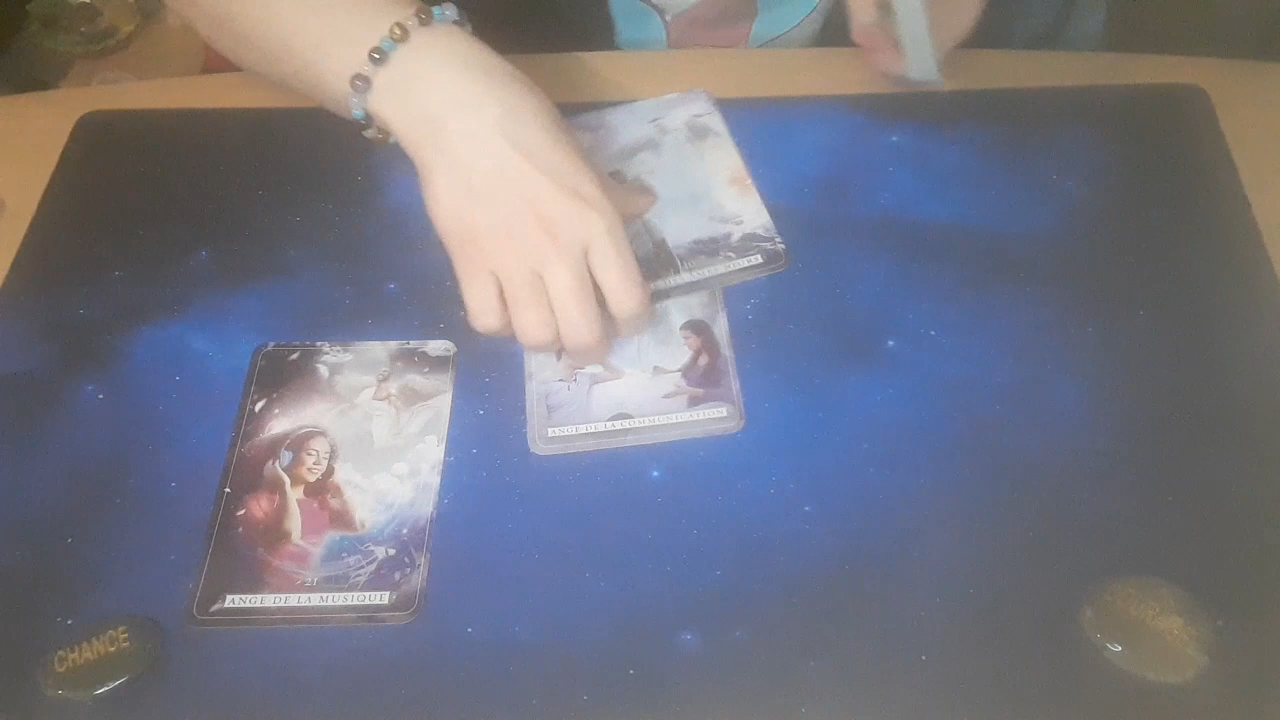 ANGE DE LA COMMUNICATION
21
ANGE DE LA MUSIQUE
CHANCE